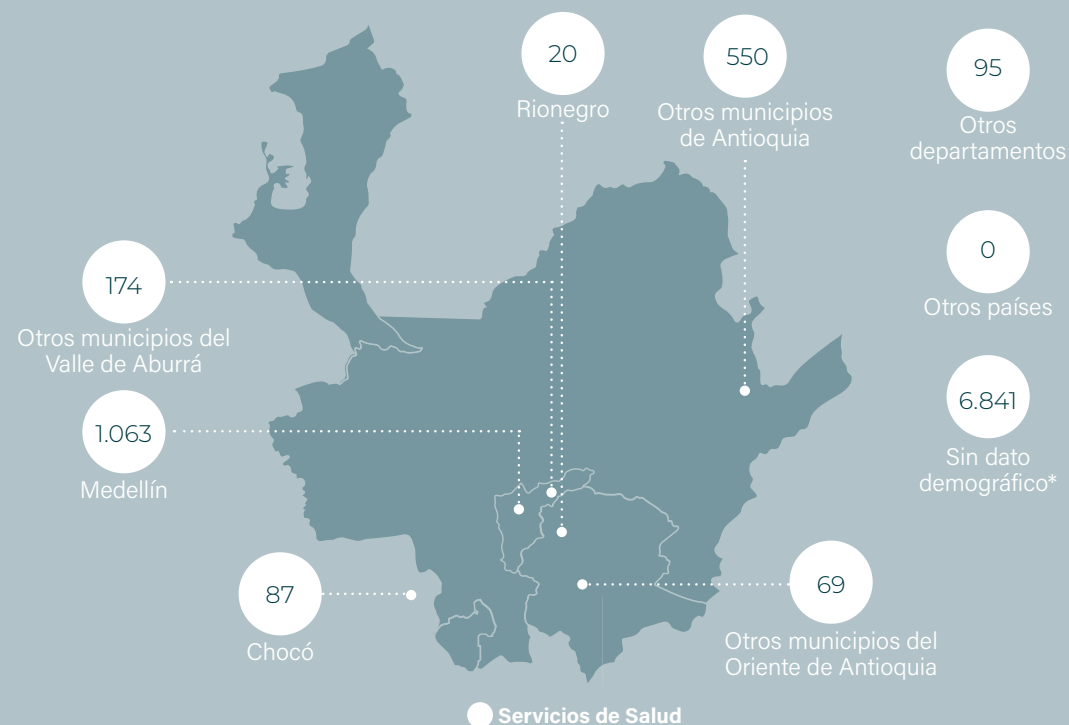 20
Rionegro
550
Otros municipios
de Antioquia
95
Otros
departamentos
174
Otros municipios del
Valle de Aburrá
0
Otros países
1.063
Medellín
6.841
Sin dato
demográfico*
87
Chocó
69
Otros municipios del
Oriente de Antioquia
Servicios de Salud